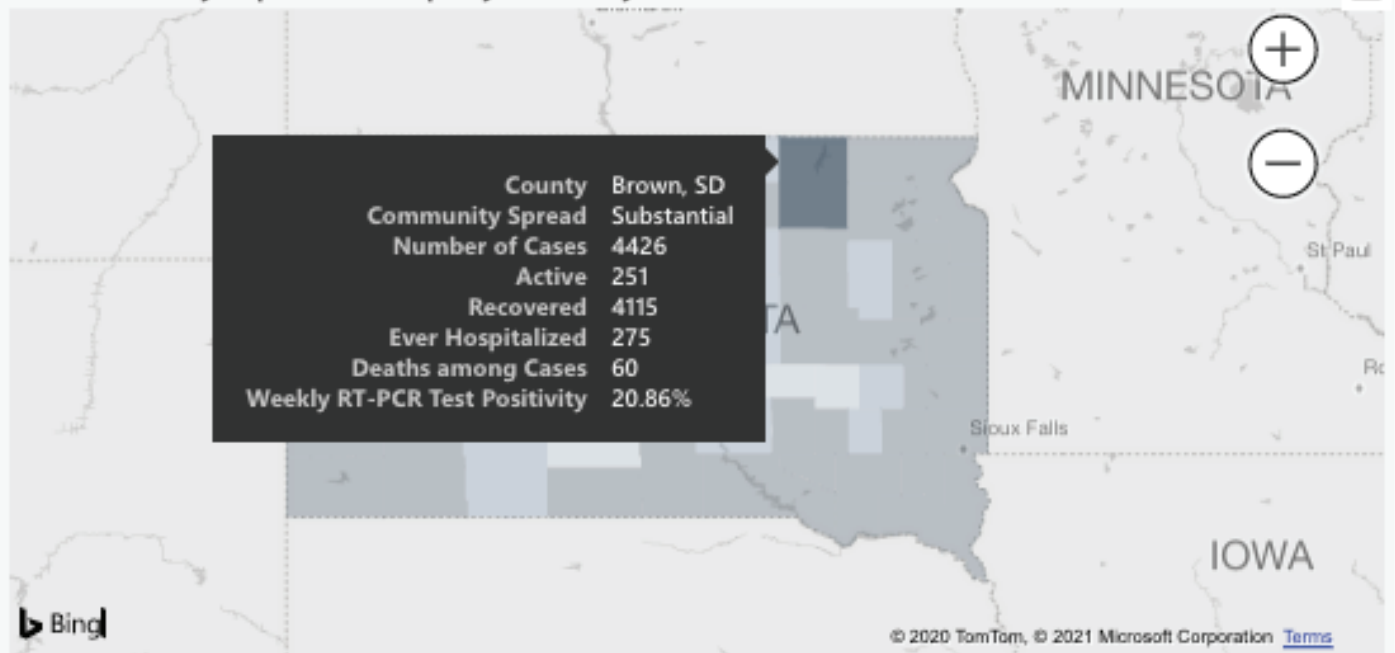 MINNESOTA
County Brown, SD
Community Spread Substantial
Number of Cases 4426
Active 251
Recovered 4115
Ever Hospitalized 275
Deaths among Cases 60
Weekly RT-PCR Test Positivity 20.86%
St Paul
TA
Ro
Sioux Falls
IOWA
Bing
© 2020 TomTom, © 2021 Microsoft Corporation Terms